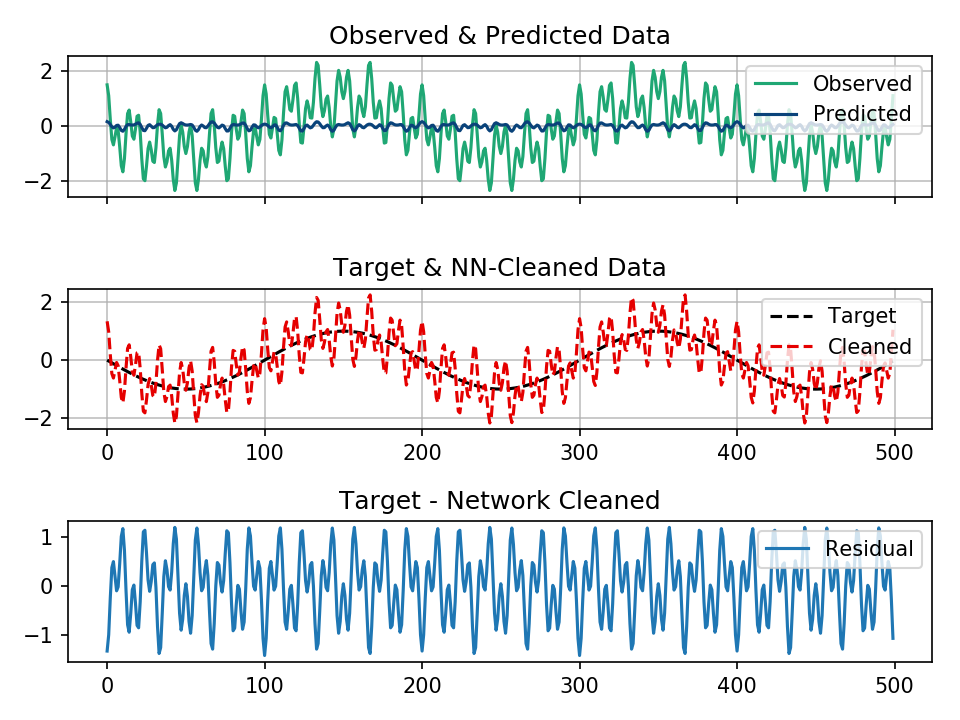 Observed & Predicted Data
2
0
−2
Observed
Predicted
Target & NN-Cleaned Data
2
0
−2
Target
Cleaned
0 100 200 300 400 500
Target - Network Cleaned
1
0
−1
Residual
0 100 200 300 400 500